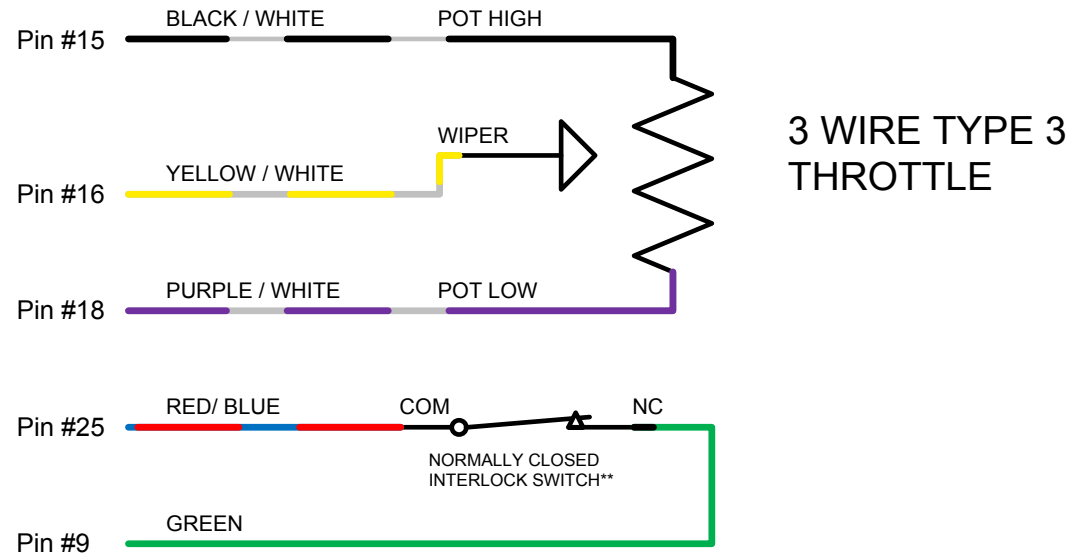 Pin #15
BLACK / WHITE
POT HIGH
WIPER
3 WIRE TYPE 3
THROTTLE
Pin #16
YELLOW / WHITE
Pin #18
PURPLE / WHITE
POT LOW
Pin #25
RED/ BLUE
COM
NC
NORMALLY CLOSED
INTERLOCK SWITCH**
Pin #9
GREEN